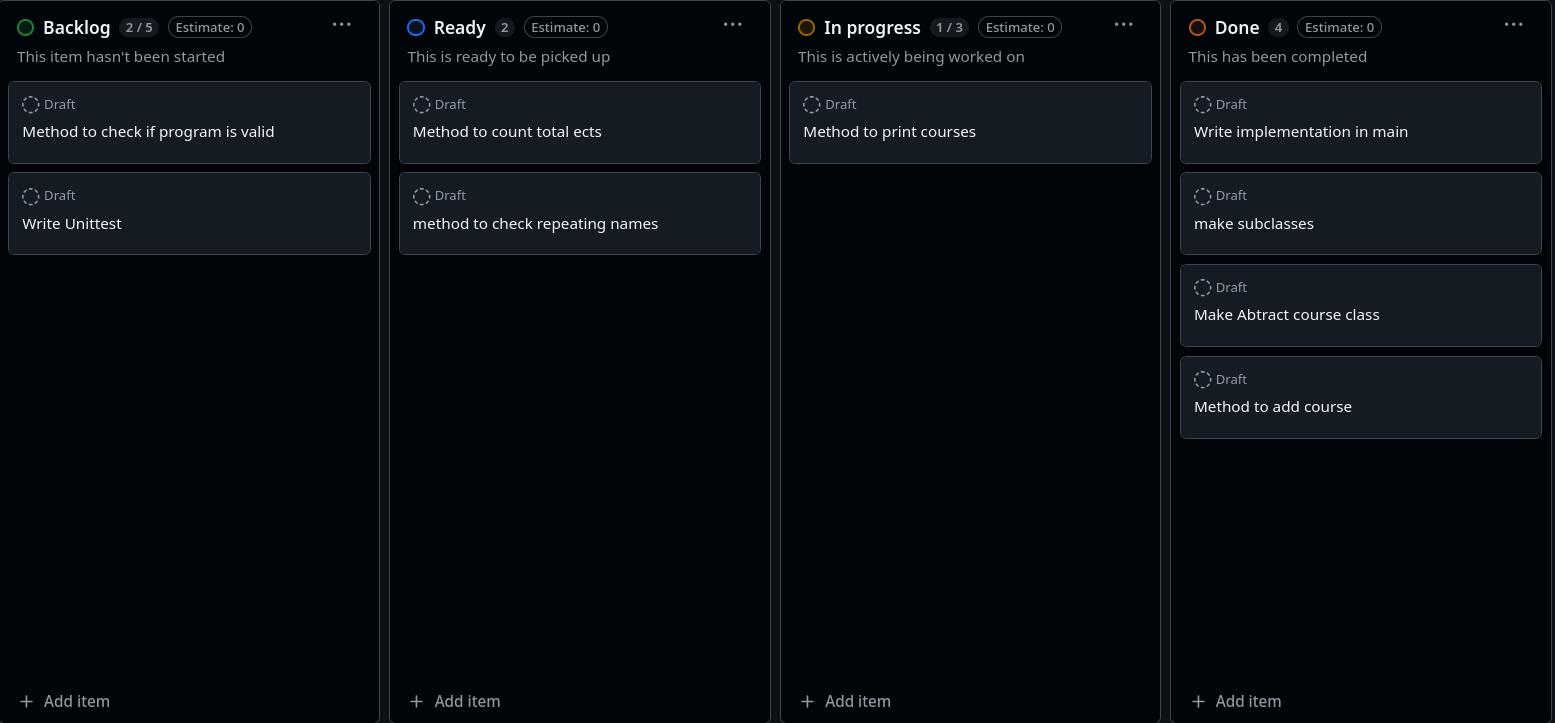 Backlog 2 / 5 Estimate: 0
This item hasn't been started
Draft
Method to check if program is valid
Draft
Write Unittest
Add item
Ready 2 Estimate: 0
This is ready to be picked up
Draft
Method to count total ects
Draft
method to check repeating names
Add item
In progress 1 / 3 Estimate: 0
This is actively being worked on
Draft
Method to print courses
Add item
Done 4 Estimate: 0
This has been completed
Draft
Write implementation in main
Draft
make subclasses
Draft
Make Abtract course class
Draft
Method to add course
Add item